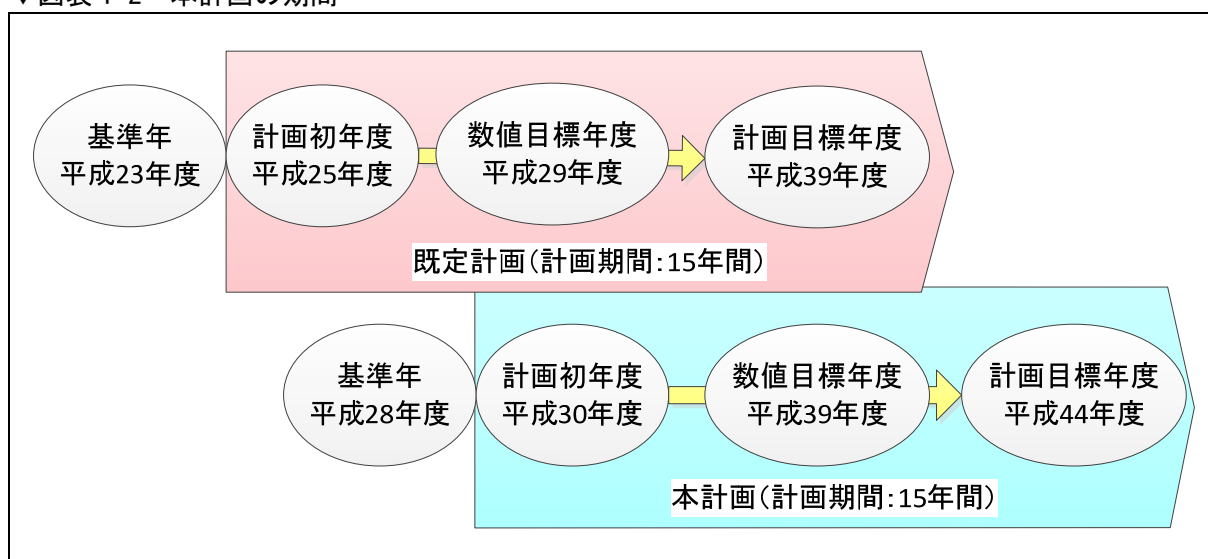 基準年
平成23年度
計画初年度
平成25年度
数値目標年度
平成29年度
計画目標年度
平成39年度
既定計画(計画期間:15年間)
基準年
平成28年度
計画初年度
平成30年度
数値目標年度
平成39年度
計画目標年度
平成44年度
本計画(計画期間:15年間)